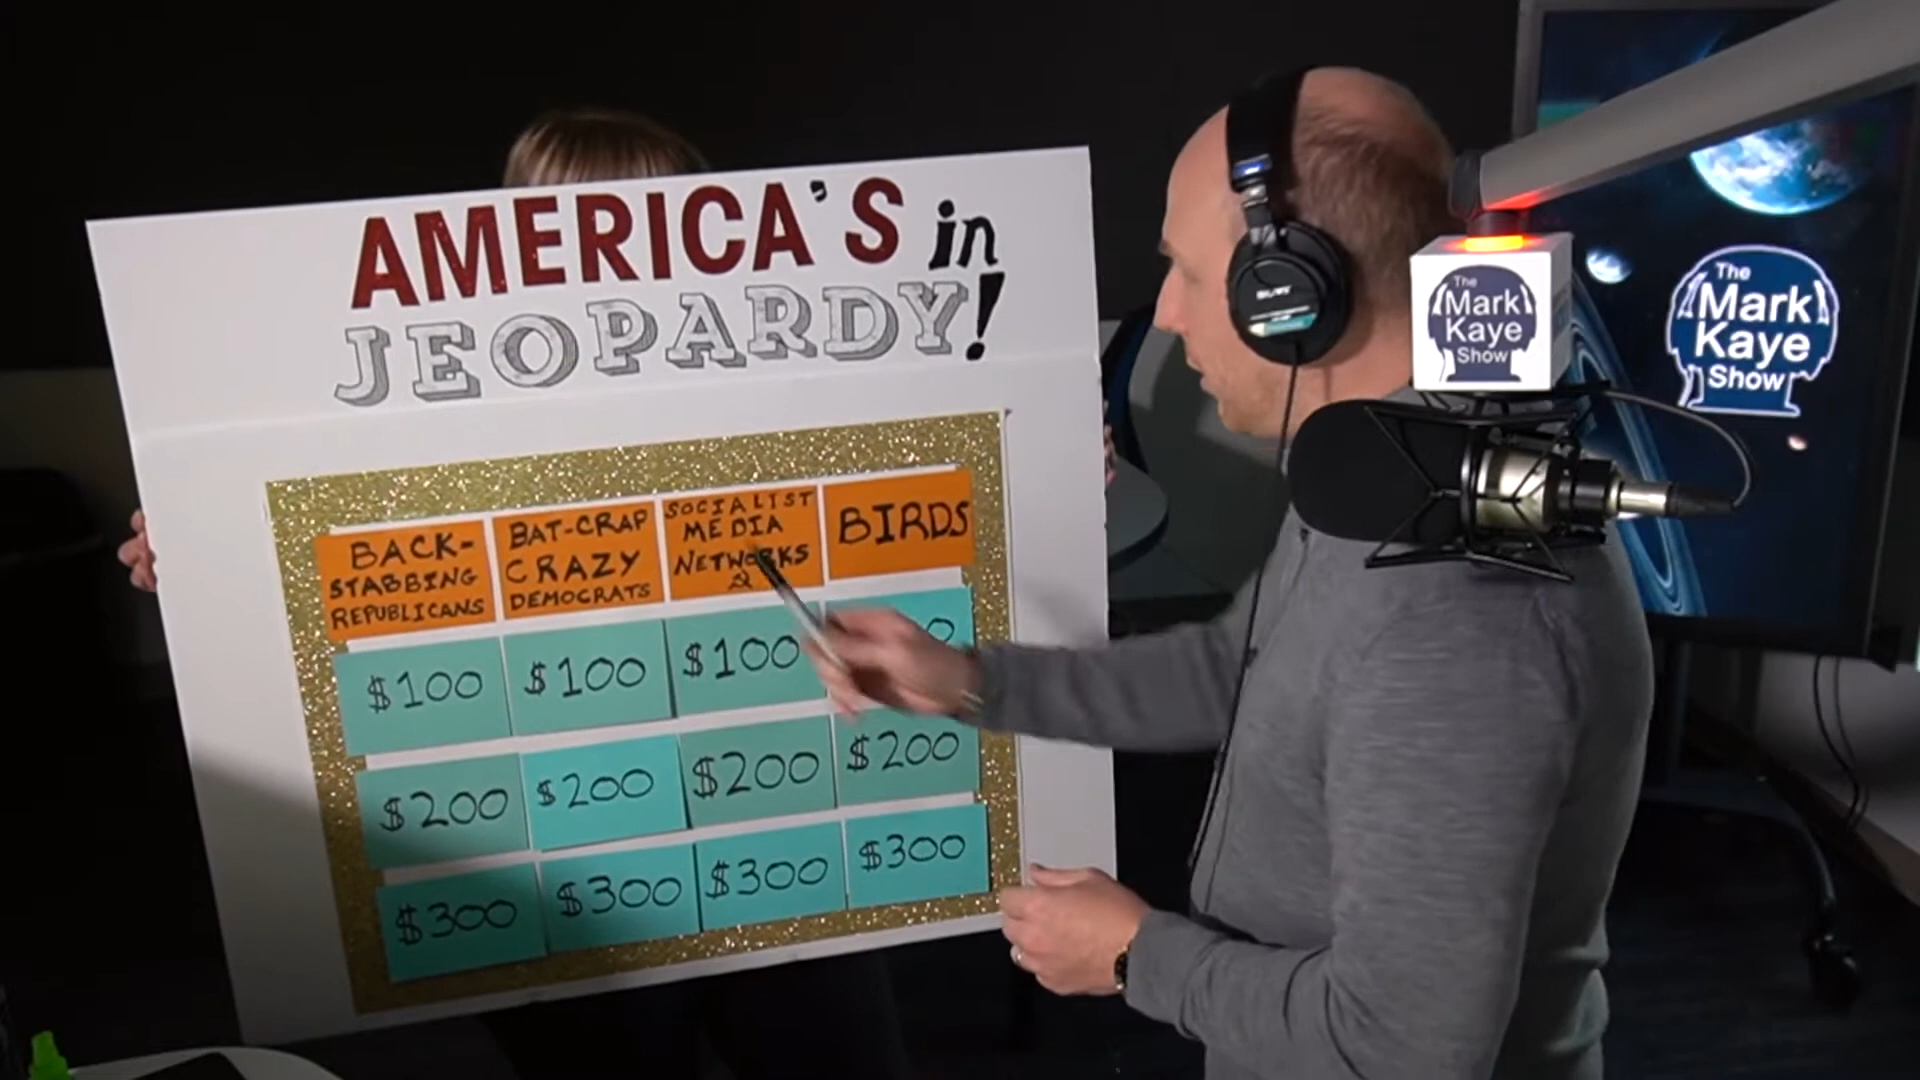 AMERICA'S in
JEOPARDY!
BACK-
STABBING
REPUBLICANS
BAT-CRAP
CRAZY
DEMOCRATS
SOCIALIST
MEDIA
NETWORKS
BIRDS
$100
$100
$100
$200
$200
$200
$200
$300
$300
$300
$300
SONY
The
Mark
Kaye
Show
The
Mark
Kaye
Show